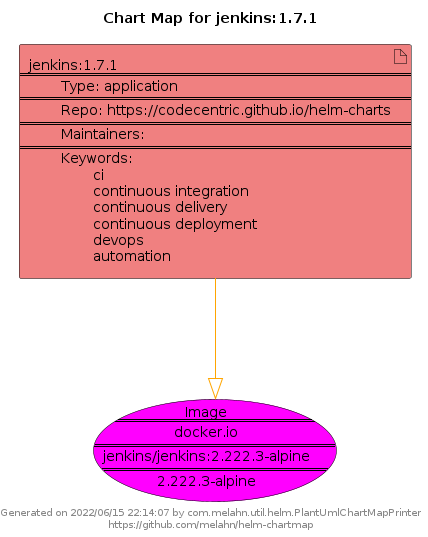 Chart Map for jenkins:1.7.1
jenkins:1.7.1
Type: application
Repo: https://codecentric.github.io/helm-charts
Maintainers:
Keywords:
ci
continuous integration
continuous delivery
continuous deployment
devops
automation
Image
docker.io
jenkins/jenkins:2.222.3-alpine
2.222.3-alpine
Generated on 2022/06/15 22:14:07 by com.melahn.util.helm.PlantUmlChartMapPrinter
https://github.com/melahn/helm-chartmap